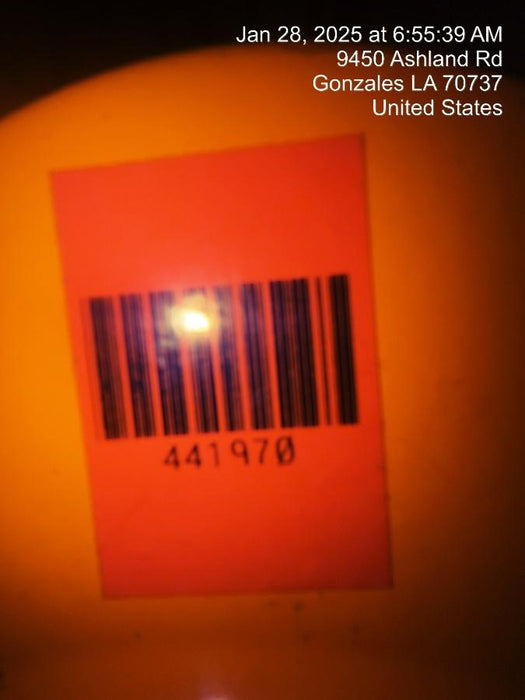 Jan 28, 2025 at 6:55:39 AM
9450 Ashland Rd
Gonzales LA 70737
United States
441970